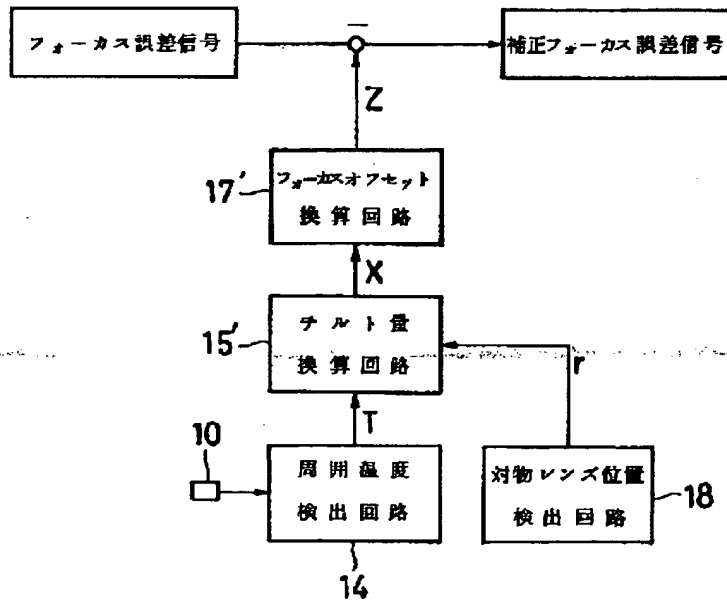 フォーカス誤差信号
−
補正フォーカス誤差信号
Z
フォーカスオフセット
換算回路
17'
X
チルト量
換算回路
15'
r
T
10
周囲温度
検出回路
14
対物レンズ位置
検出回路
18